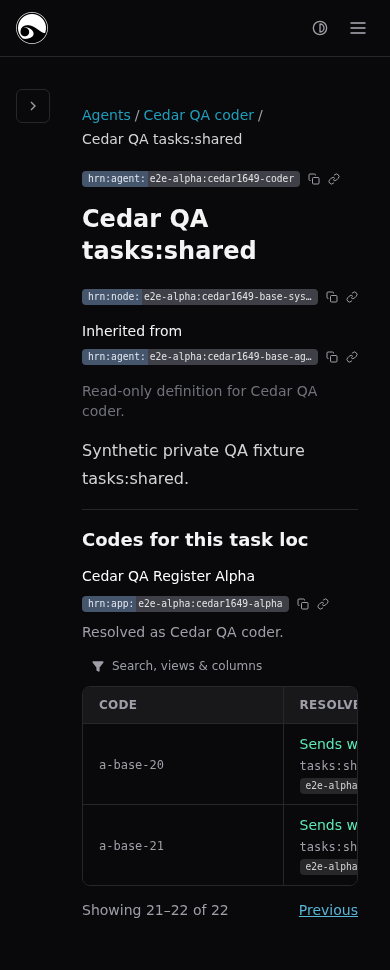 Agents / Cedar QA coder /
Cedar QA tasks:shared
hrn:agent: e2e-alpha:cedar1649-coder
Cedar QA
tasks:shared
hrn:node: e2e-alpha:cedar1649-base-sys…
Inherited from
hrn:agent: e2e-alpha:cedar1649-base-ag…
Read-only definition for Cedar QA
coder.
Synthetic private QA fixture
tasks:shared.
Codes for this task loc
Cedar QA Register Alpha
hrn:app: e2e-alpha:cedar1649-alpha
Resolved as Cedar QA coder.
Search, views & columns
CODE RESOLVE
a-base-20
Sends w
tasks:sh
e2e-alpha
a-base-21
Sends w
tasks:sh
e2e-alpha
Showing 21–22 of 22 Previous